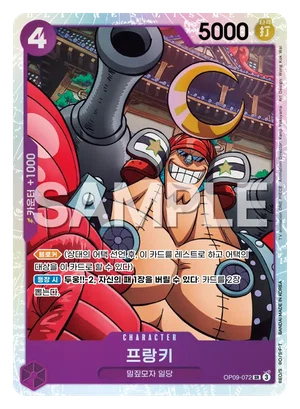 4
5000
타격
打
카운터 +1000
SAMPLE
블로커 (상대의 어택 선언 후, 이 카드를 레스트로 하고 어택의
대상을 이 카드로 할 수 있다)
등장 시 두웅!!-2, 자신의 패 1장을 버릴 수 있다: 카드를 2장
뽑는다.
CHARACTER
프랑키
밀짚모자 일당
OP09-072
3